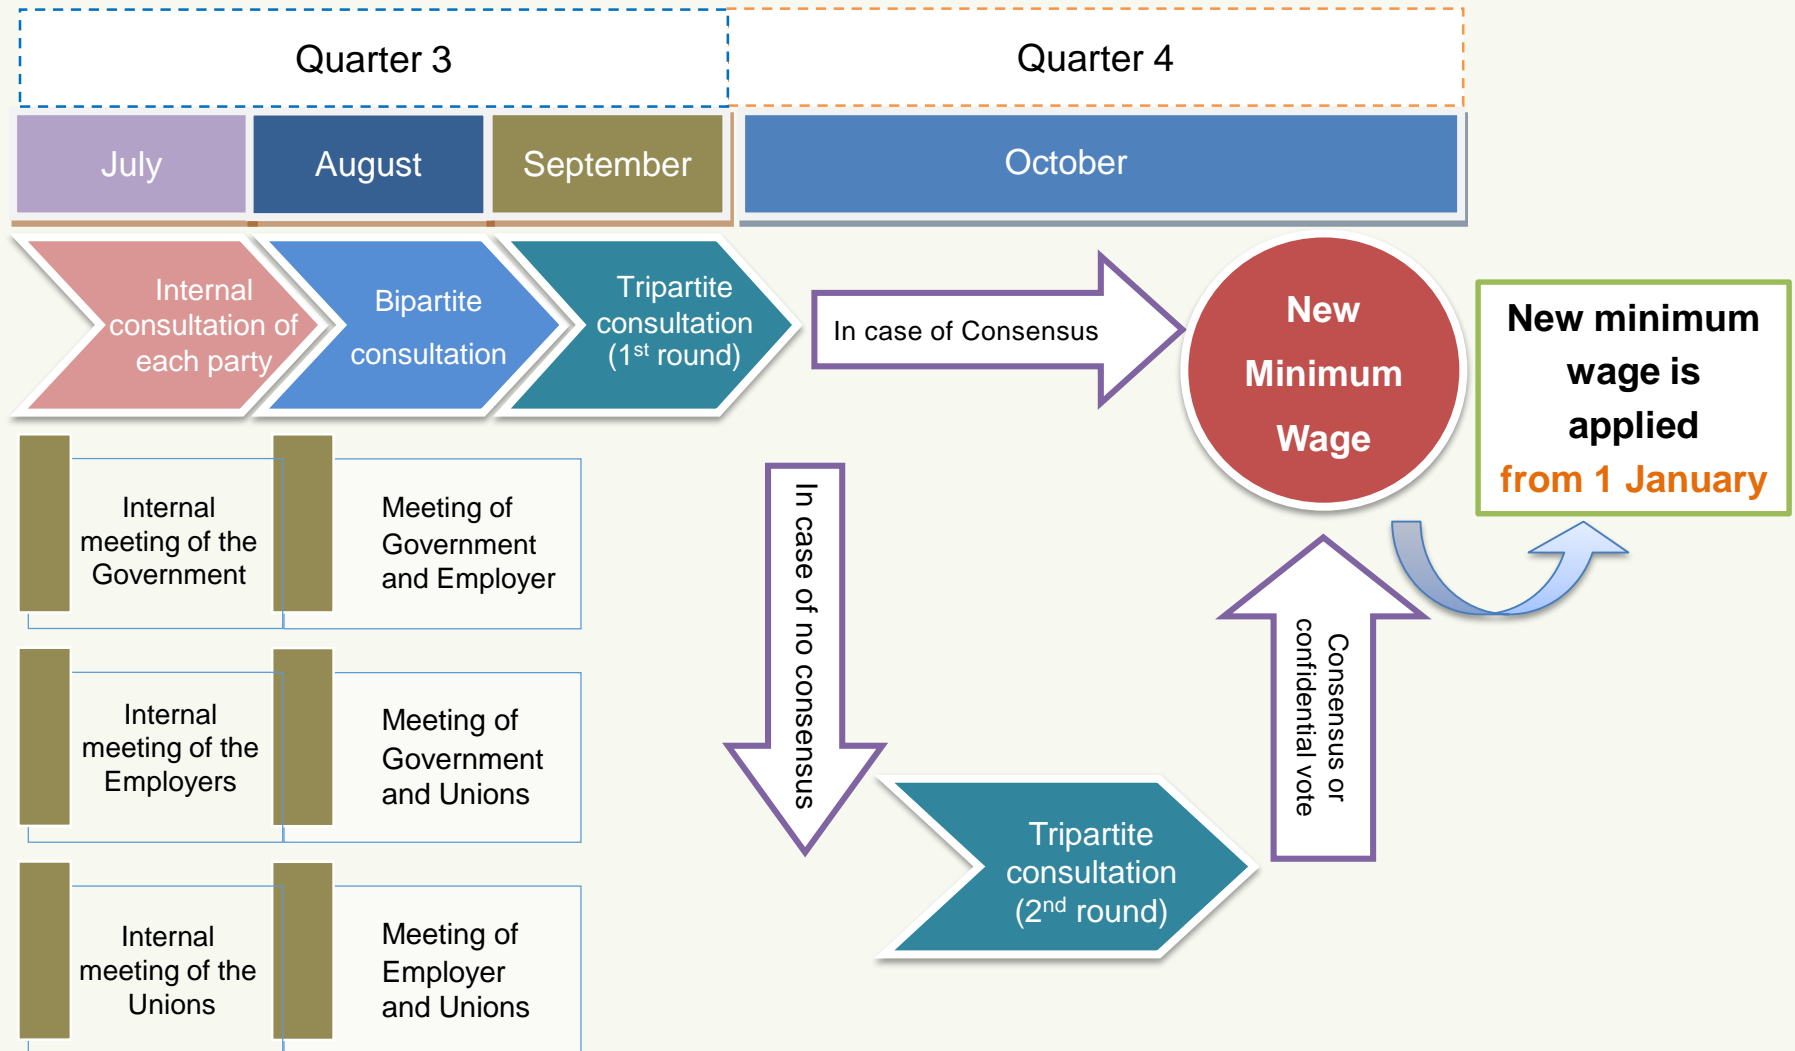 Quarter 3
Quarter 4
July
August
September
October
Internal
consultation of
each party
Bipartite
consultation
Tripartite
consultation
(1st round)
In case of Consensus
New
Minimum
Wage
New minimum
wage is
applied
from 1 January
Internal
meeting of the
Government
Meeting of
Government
and Employer
In case of no consensus
Consensus or
confidential vote
Internal
meeting of the
Employers
Meeting of
Government
and Unions
Tripartite
consultation
(2nd round)
Internal
meeting of the
Unions
Meeting of
Employer
and Unions